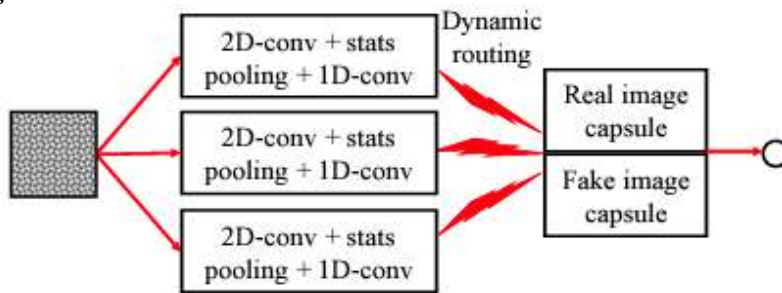 2D-conv + stats
pooling + 1D-conv
Dynamic
routing
2D-conv + stats
pooling + 1D-conv
2D-conv + stats
pooling + 1D-conv
Real image
capsule
Fake image
capsule